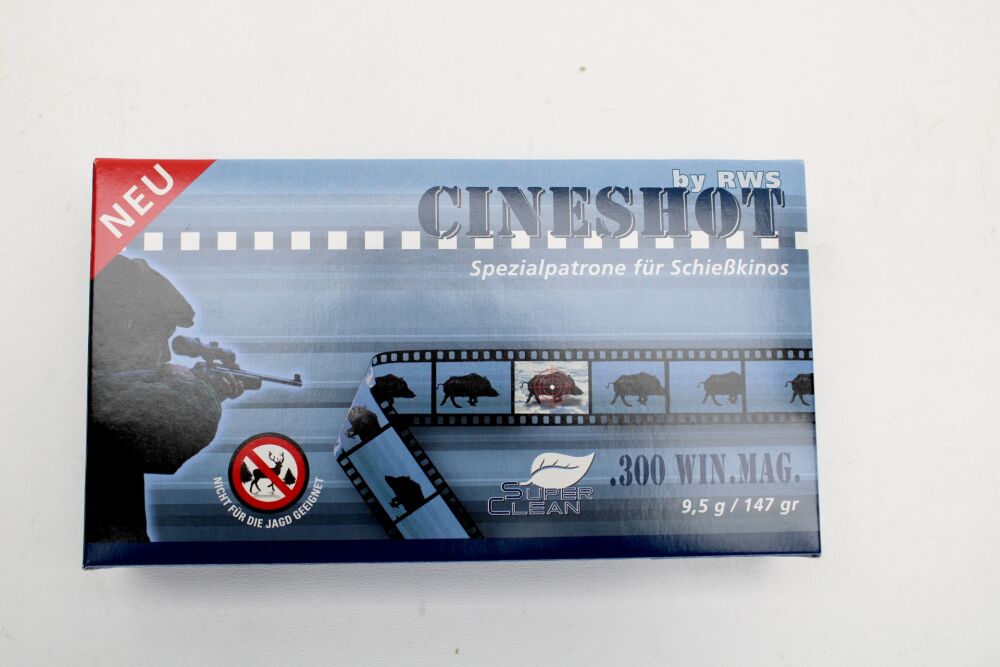 NEU
by RWS
CINESHOT
Spezialpatrone für Schießkinos
NICHT FÜR DIE JAGD GEEIGNET
SUPER
CLEAN
.300 WIN.MAG.
9,5 g / 147 gr